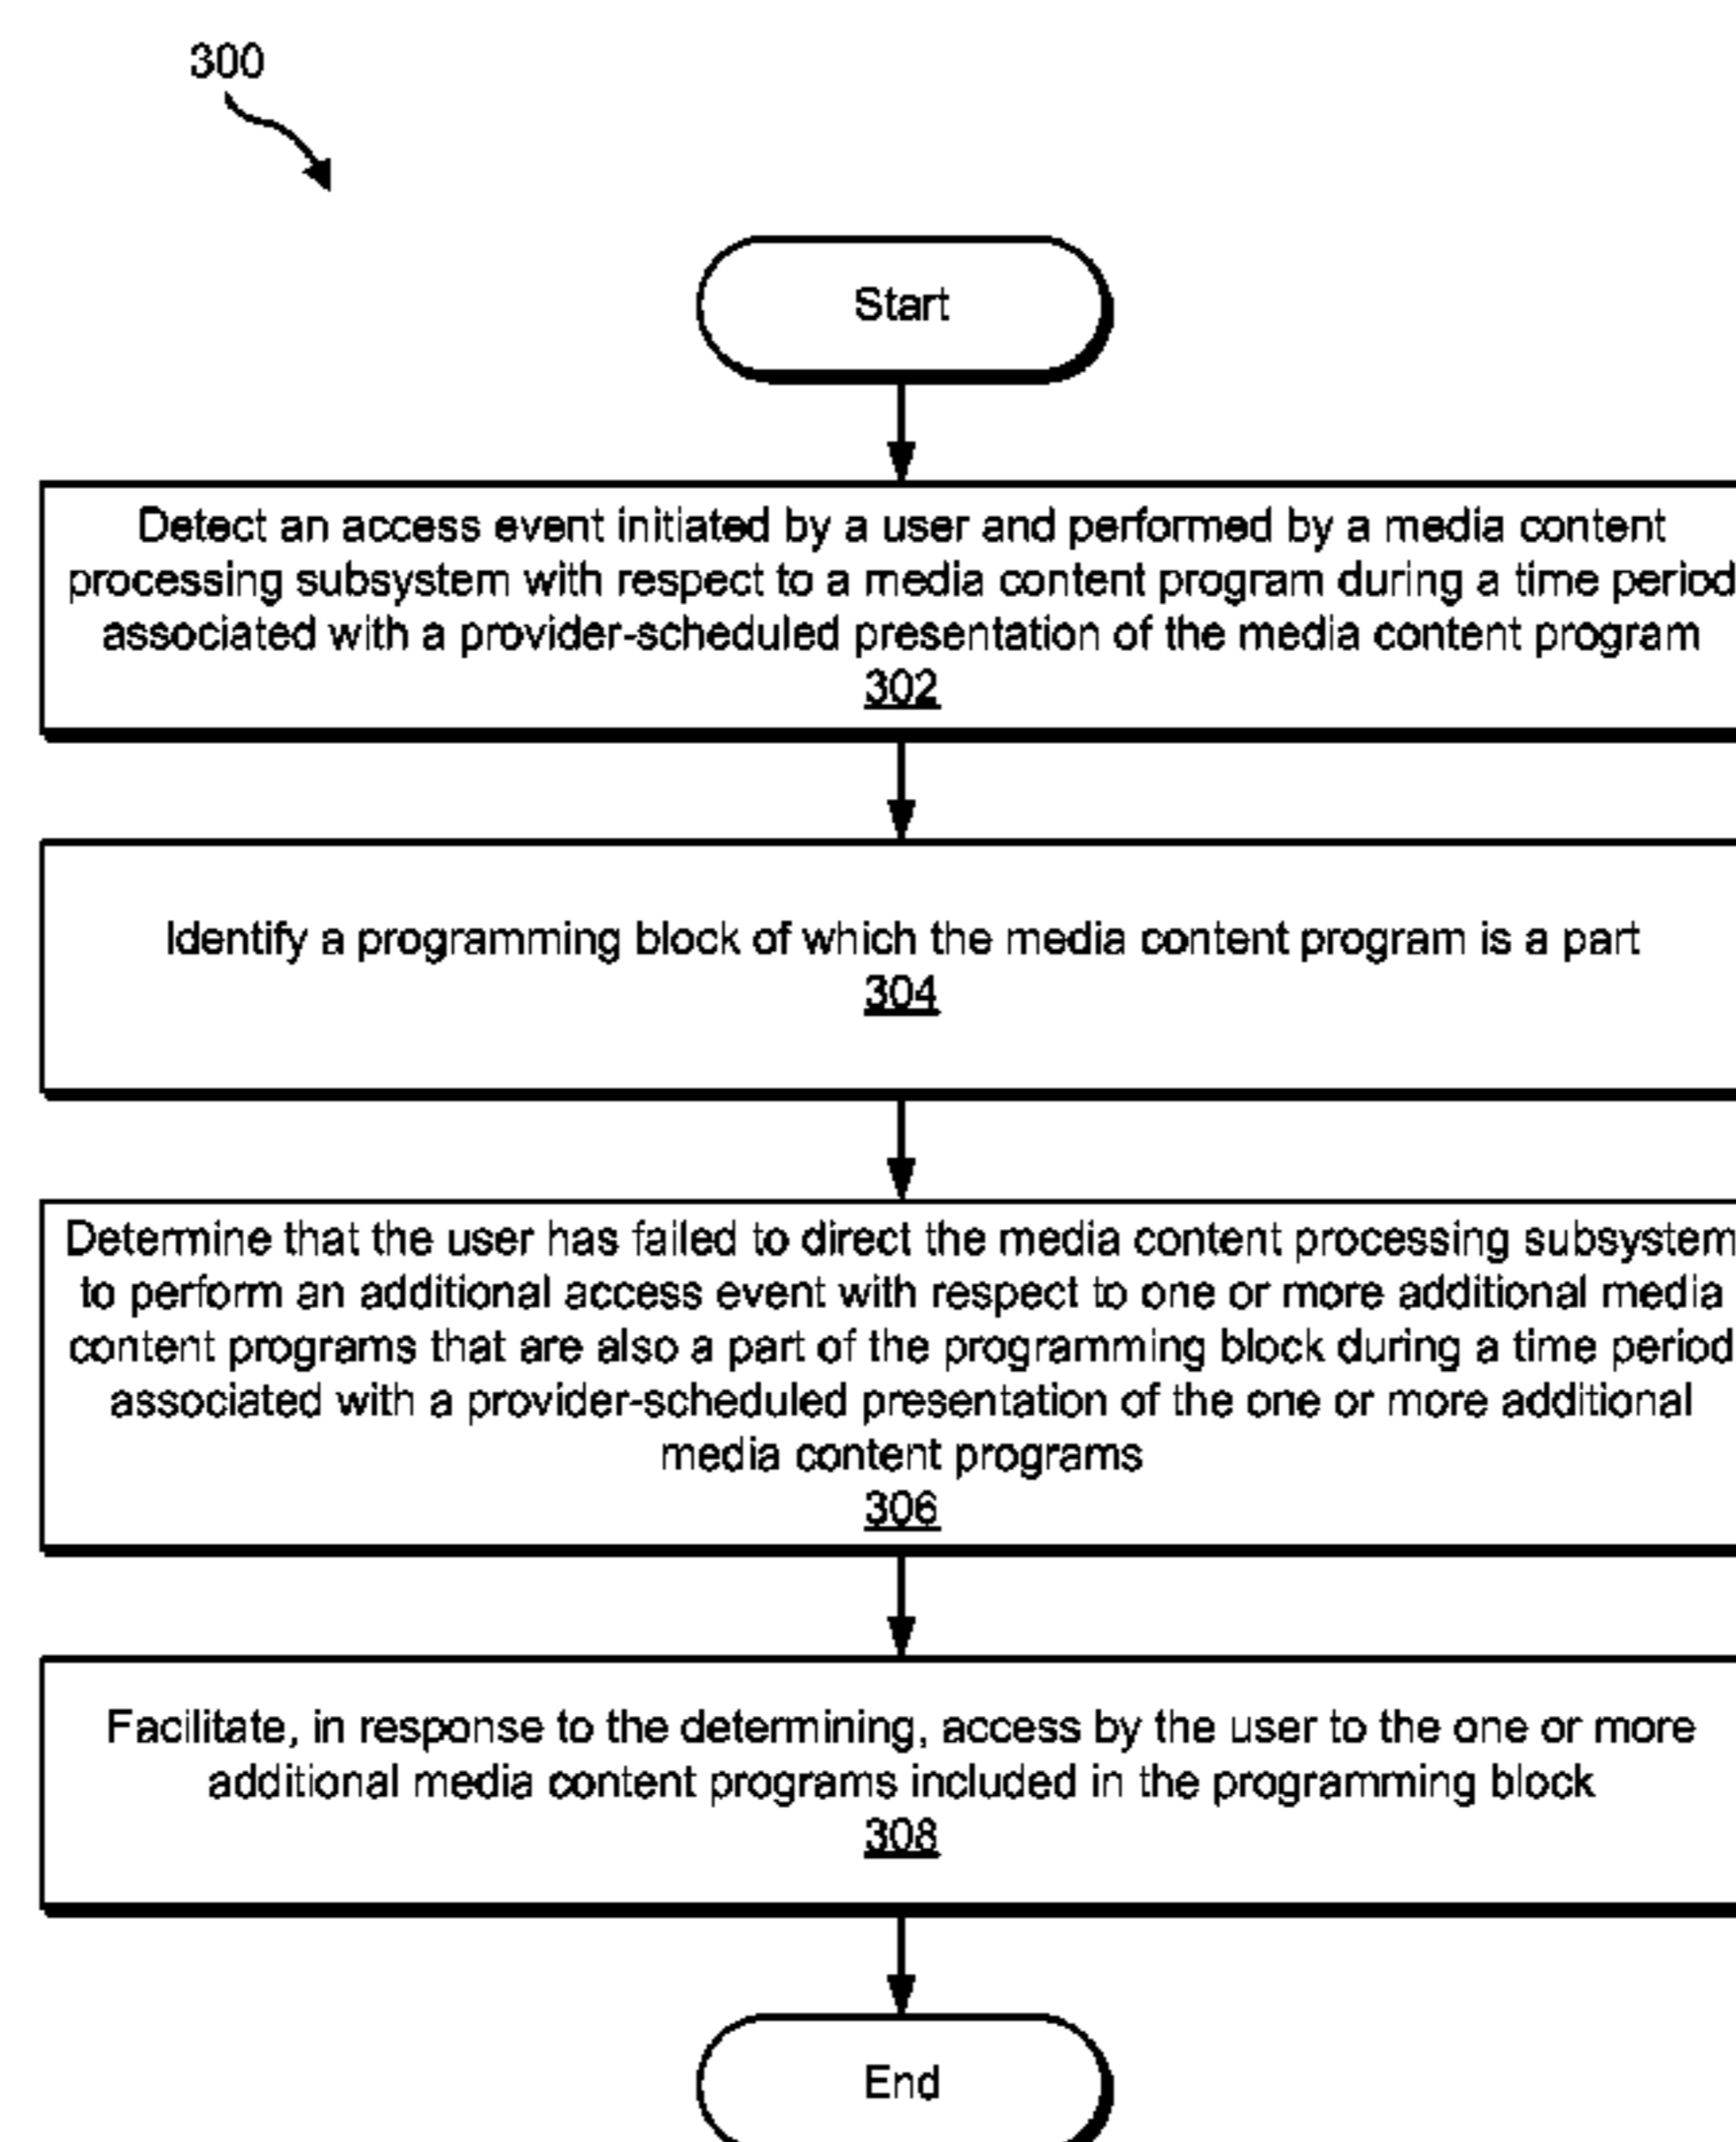 300
Start
Detect an access event initiated by a user and performed by a media content
processing subsystem with respect to a media content program during a time period
associated with a provider-scheduled presentation of the media content program
302
Identify a programming block of which the media content program is a part
304
Determine that the user has failed to direct the media content processing subsystem
to perform an additional access event with respect to one or more additional media
content programs that are also a part of the programming block during a time period
associated with a provider-scheduled presentation of the one or more additional
media content programs
306
Facilitate, in response to the determining, access by the user to the one or more
additional media content programs included in the programming block
308
End